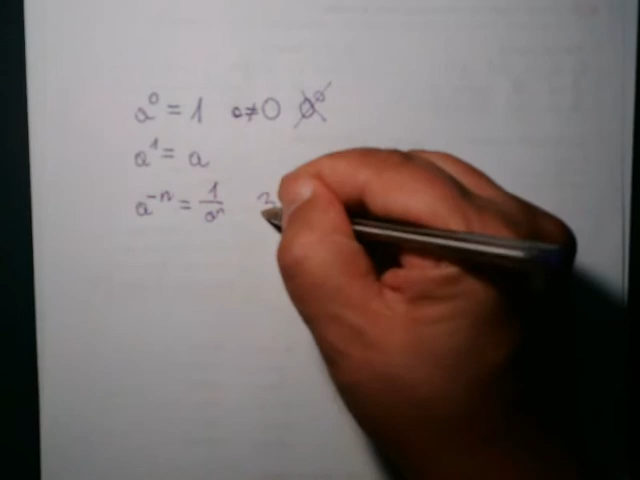 a⁰ = 1 a≠0 0⁰
a¹ = a
a⁻ⁿ = 1/aⁿ